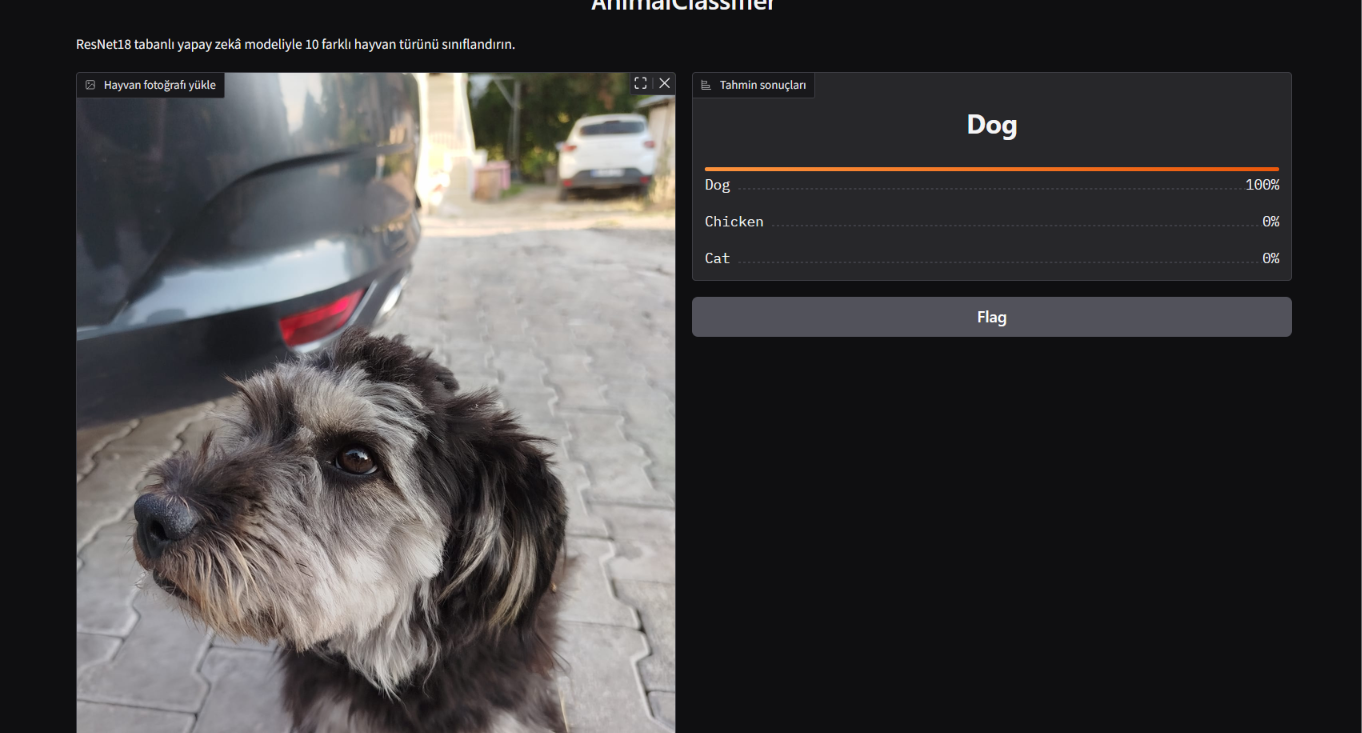 AnimalClassifier
ResNet18 tabanlı yapay zekâ modeliyle 10 farklı hayvan türünü sınıflandırın.
Hayvan fotoğrafı yükle
Tahmin sonuçları
Dog
Dog 100%
Chicken 0%
Cat 0%
Flag